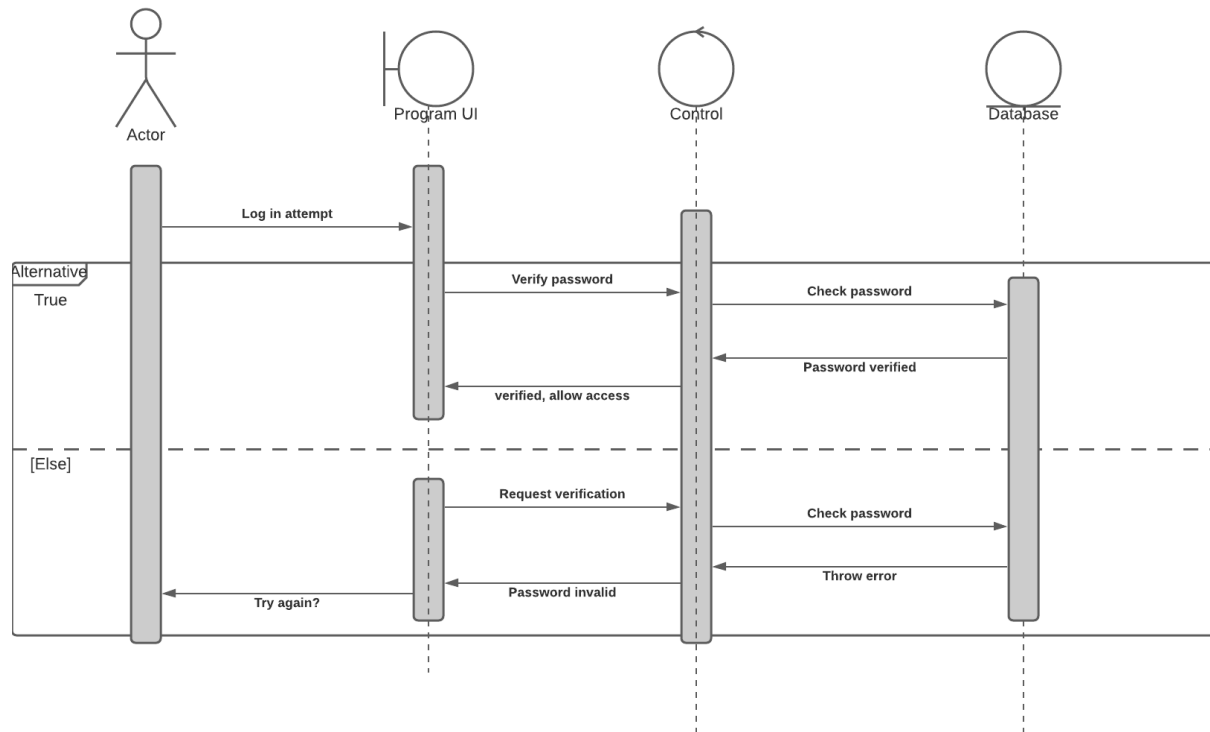 Actor
Program UI
Control
Database
Log in attempt
Alternative
True
Verify password
Check password
Password verified
verified, allow access
[Else]
Request verification
Check password
Throw error
Password invalid
Try again?